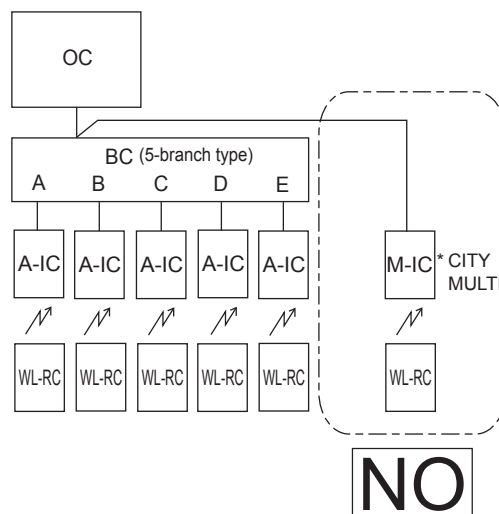 OC
BC (5-branch type)
A B C D E
A-IC A-IC A-IC A-IC A-IC M-IC * CITY
MULTI
WL-RC WL-RC WL-RC WL-RC WL-RC WL-RC
NO